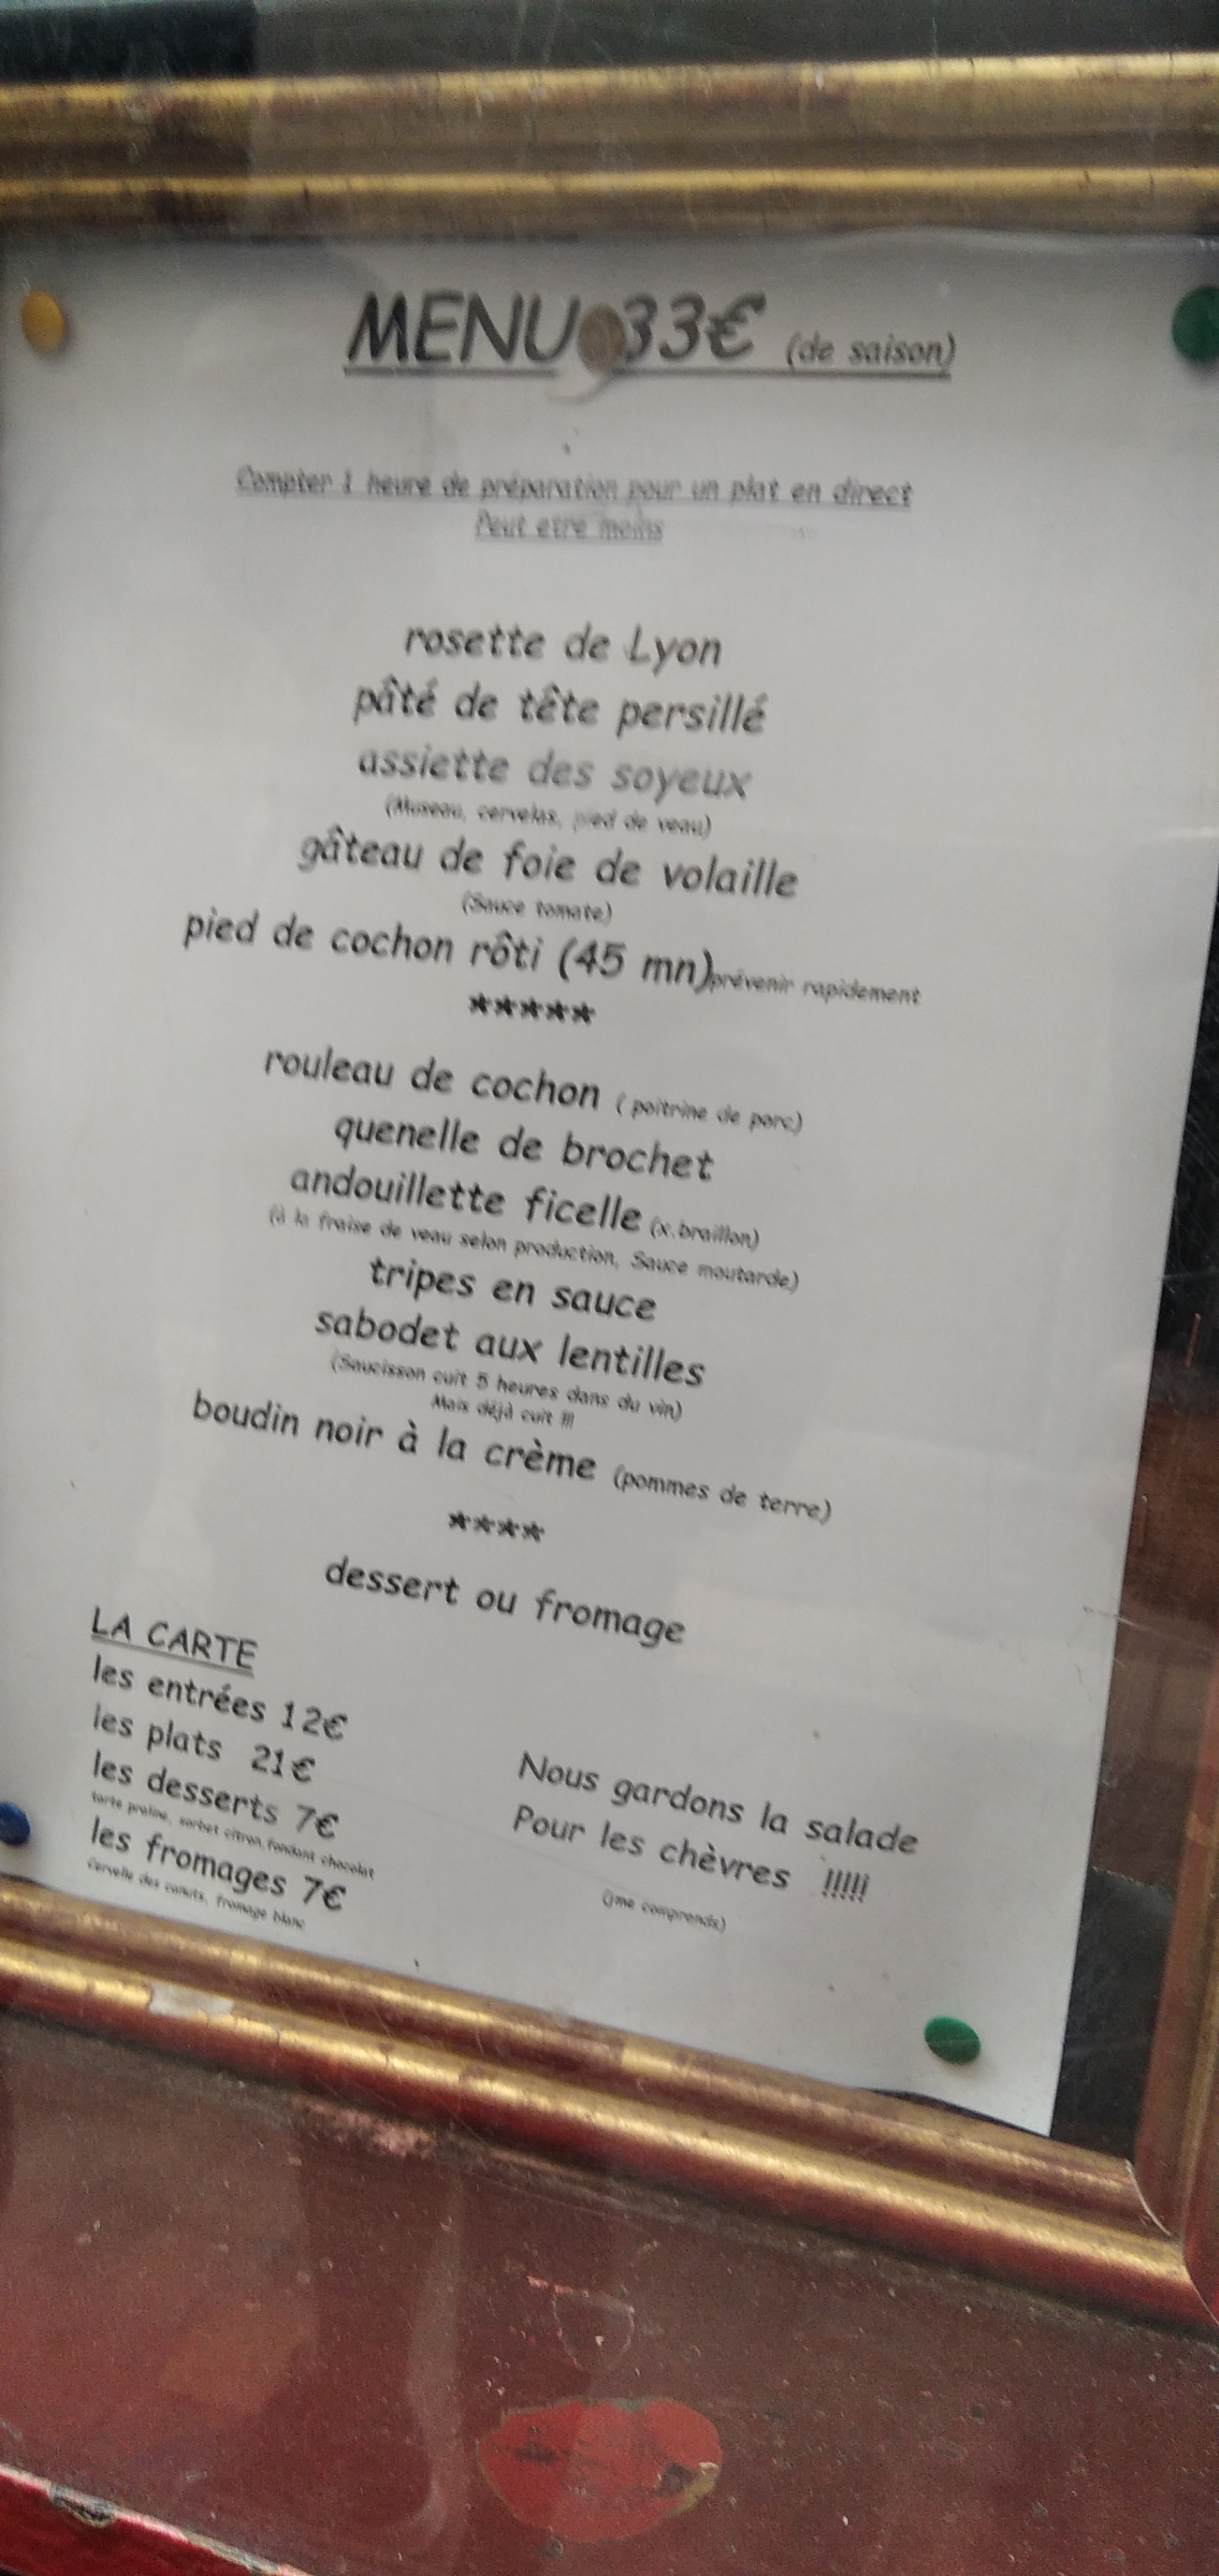 MENU 33€ (de saison)
Compter 1 heure de préparation pour un plat en direct
Peut etre moins
rosette de Lyon
pâté de tête persillé
assiette des soyeux
(Museau, cervelas, pied de veau)
gâteau de foie de volaille
(Sauce tomate)
pied de cochon rôti (45 mn)prévenir rapidement
*****
rouleau de cochon ( poitrine de porc)
quenelle de brochet
andouillette ficelle (x.braillon)
(à la fraise de veau selon production, Sauce moutarde)
tripes en sauce
sabodet aux lentilles
(Saucisson cuit 5 heures dans du vin)
Mais déjà cuit !!!
boudin noir à la crème (pommes de terre)
****
dessert ou fromage
LA CARTE
les entrées 12€
les plats 21€
les desserts 7€
tarte praline, sorbet citron, fondant chocolat
les fromages 7€
Cervelle des canuts, fromage blanc
Nous gardons la salade
Pour les chèvres !!!!!
(jme comprends)